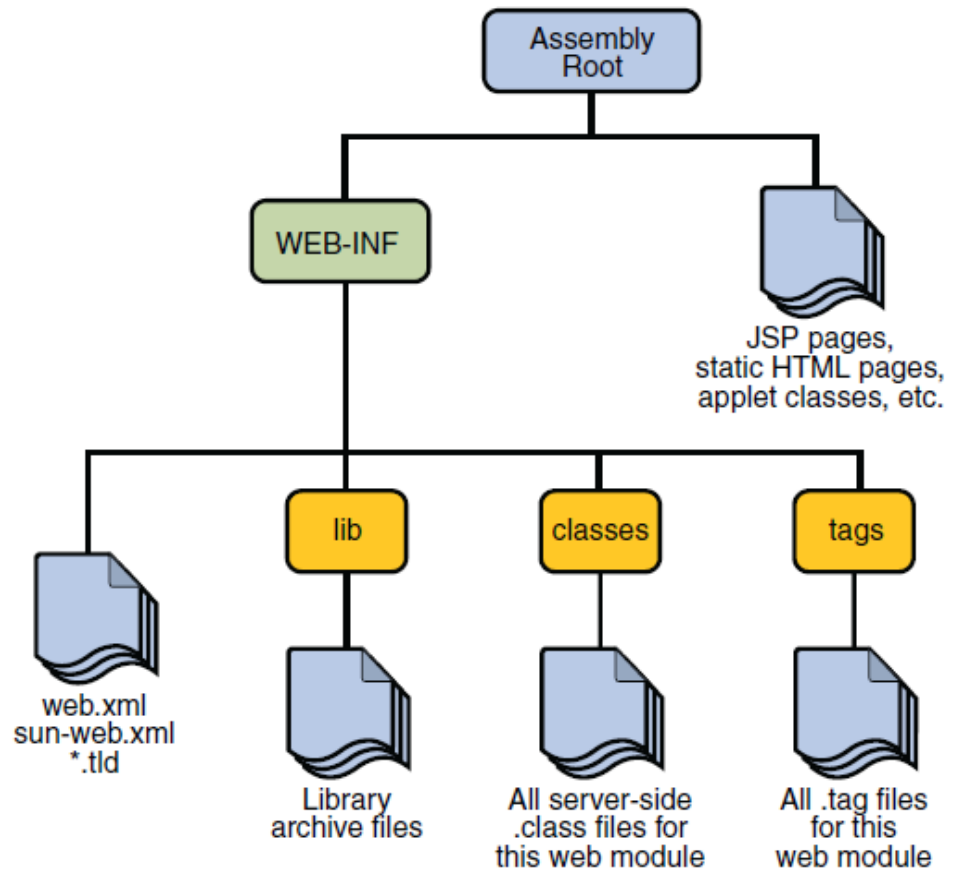 Assembly
Root
WEB-INF
JSP pages,
static HTML pages,
applet classes, etc.
lib
classes
tags
web.xml
sun-web.xml
*.tld
Library
archive files
All server-side
.class files for
this web module
All .tag files
for this
web module